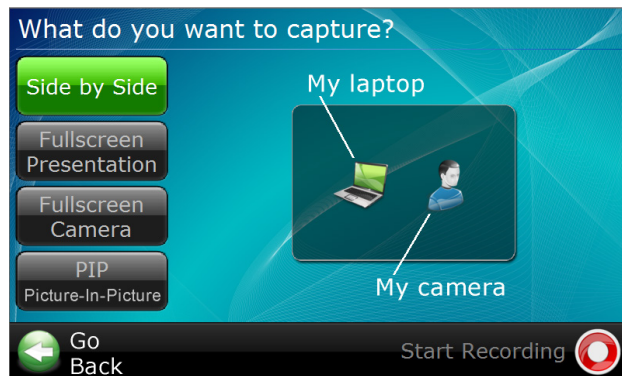 What do you want to capture?
Side by Side
Fullscreen
Presentation
Fullscreen
Camera
PIP
Picture-In-Picture
My laptop
My camera
Go
Back
Start Recording